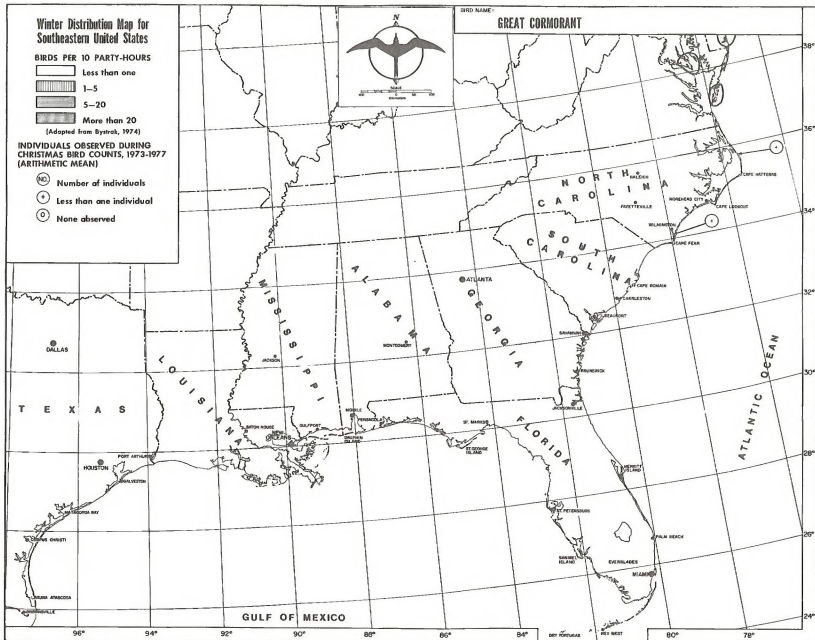 Winter Distribution Map for
Southeastern United States
BIRDS PER 10 PARTY-HOURS
Less than one
1–5
5–20
More than 20
(Adapted from Bystrak, 1974)
INDIVIDUALS OBSERVED DURING
CHRISTMAS BIRD COUNTS, 1973-1977
(ARITHMETIC MEAN)
NO. Number of individuals
+ Less than one individual
0 None observed
N
SCALE
BIRD NAME:
GREAT CORMORANT
38°
36°
34°
32°
30°
28°
26°
24°
NORTH
CAROLINA
RALEIGH
FAYETTEVILLE
CAPE HATTERAS
MOREHEAD CITY
CAPE LOOKOUT
WILMINGTON
CAPE FEAR
+
+
SOUTH
CAROLINA
CAPE ROMAIN
CHARLESTON
BEAUFORT
SAVANNAH
BRUNSWICK
JACKSONVILLE
ATLANTA
GEORGIA
ALABAMA
MONTGOMERY
MISSISSIPPI
JACKSON
LOUISIANA
BATON ROUGE
NEW
ORLEANS
GULFPORT
MOBILE
DAUPHIN
ISLAND
PENSACOLA
ST. MARKS
ST. GEORGE
ISLAND
FLORIDA
MERRITT
ISLAND
ST. PETERSBURG
PALM BEACH
SANIBEL
ISLAND
EVERGLADES
MIAMI
DRY TORTUGAS
KEY WEST
ATLANTIC OCEAN
DALLAS
TEXAS
PORT ARTHUR
HOUSTON
GALVESTON
MATAGORDA BAY
CORPUS CHRISTI
LAGUNA ATASCOSA
BROWNSVILLE
GULF OF MEXICO
96°
94°
92°
90°
88°
86°
84°
80°
78°